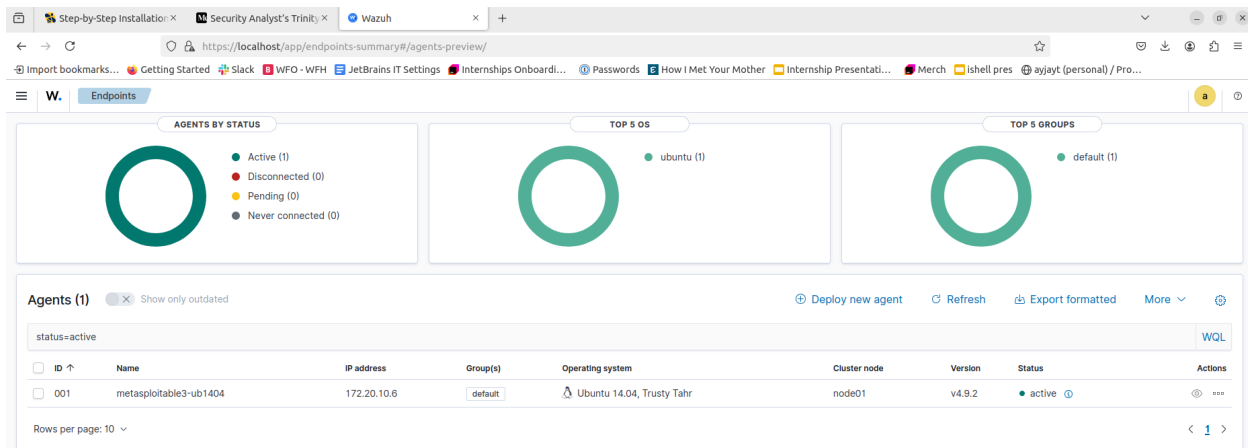 Step-by-Step Installation
Security Analyst's Trinity
Wazuh
https://localhost/app/endpoints-summary#/agents-preview/
Import bookmarks... Getting Started Slack WFO - WFH JetBrains IT Settings Internships Onboardi... Passwords How I Met Your Mother Internship Presentati... Merch ishell pres ayjayt (personal) / Pro...
W. Endpoints a
AGENTS BY STATUS
Active (1)
Disconnected (0)
Pending (0)
Never connected (0)
TOP 5 OS
ubuntu (1)
TOP 5 GROUPS
default (1)
Agents (1) Show only outdated Deploy new agent Refresh Export formatted More
status=active WQL
ID Name IP address Group(s) Operating system Cluster node Version Status Actions
001 metasploitable3-ub1404 172.20.10.6 default Ubuntu 14.04, Trusty Tahr node01 v4.9.2 active
Rows per page: 10 1